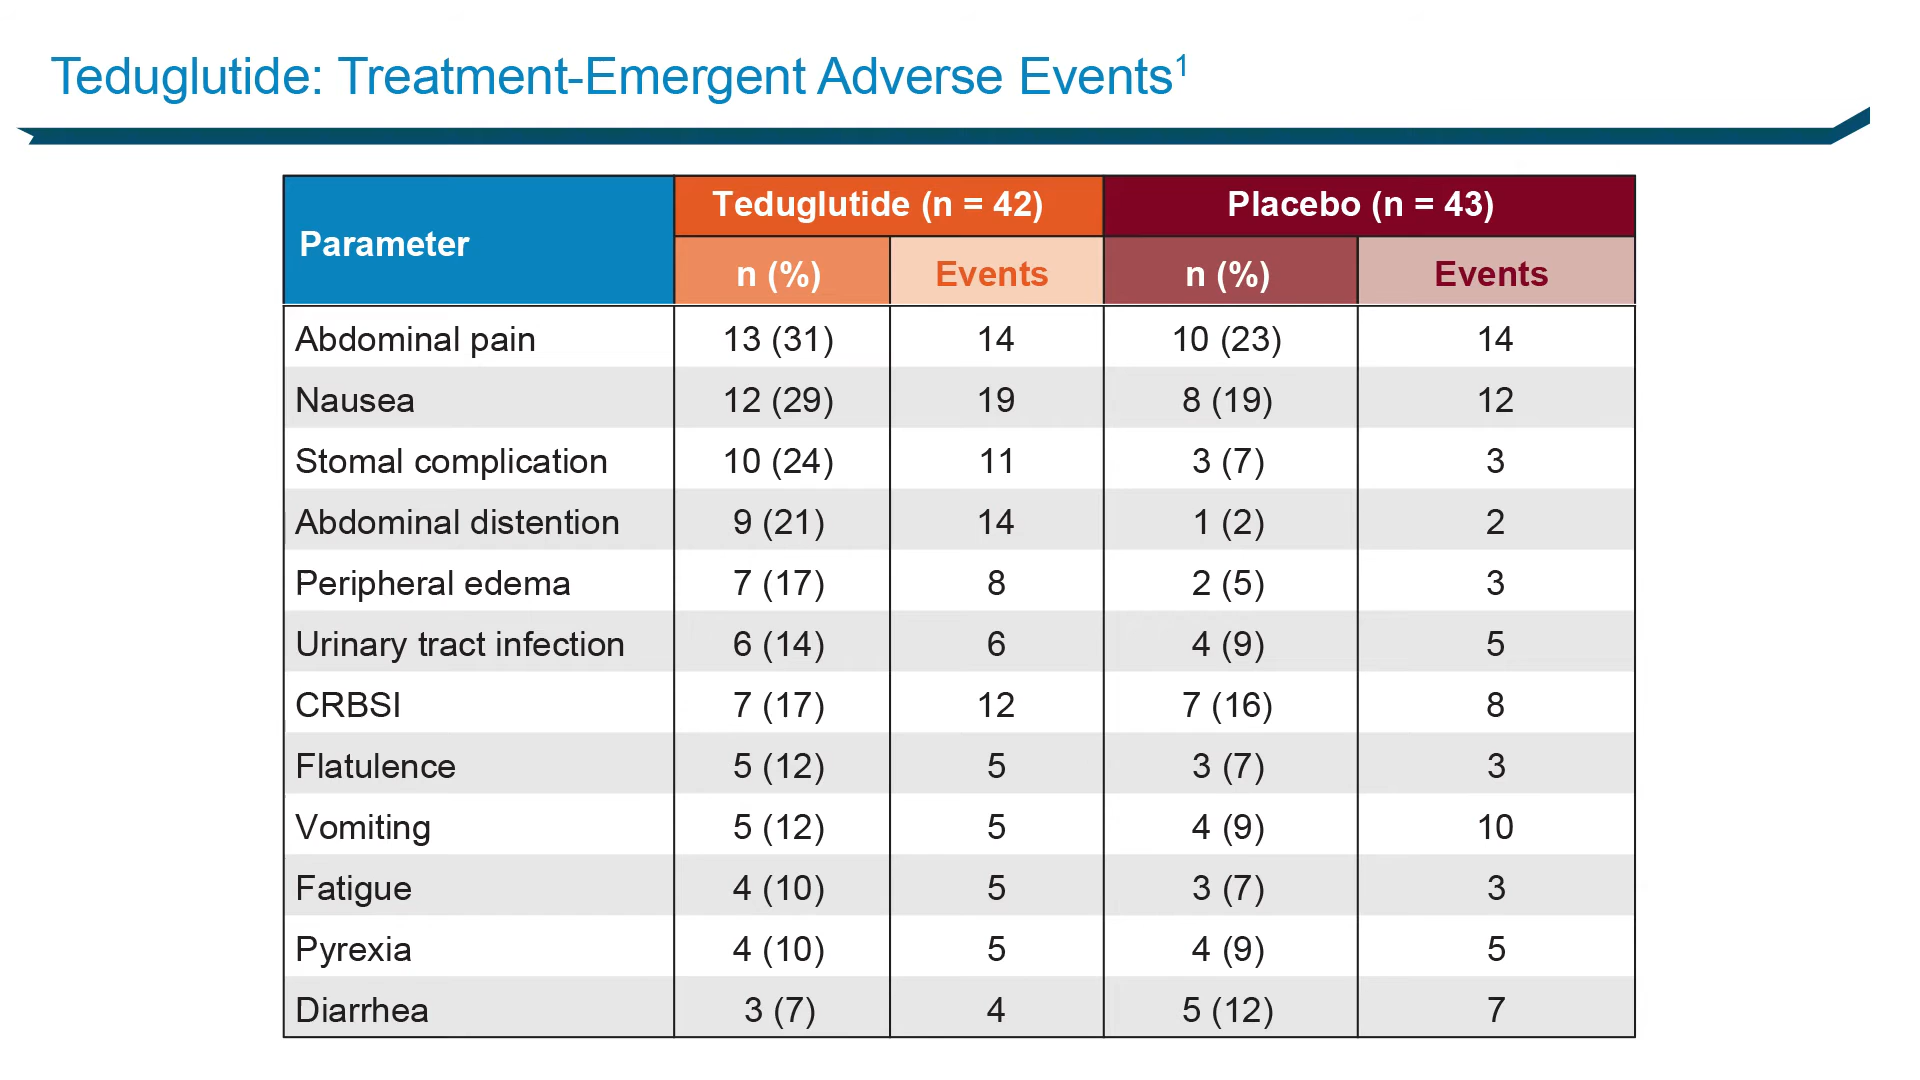 Teduglutide: Treatment-Emergent Adverse Events1
Parameter
Teduglutide (n = 42) Placebo (n = 43)
n (%) Events n (%) Events
Abdominal pain 13 (31) 14 10 (23) 14
Nausea 12 (29) 19 8 (19) 12
Stomal complication 10 (24) 11 3 (7) 3
Abdominal distention 9 (21) 14 1 (2) 2
Peripheral edema 7 (17) 8 2 (5) 3
Urinary tract infection 6 (14) 6 4 (9) 5
CRBSI 7 (17) 12 7 (16) 8
Flatulence 5 (12) 5 3 (7) 3
Vomiting 5 (12) 5 4 (9) 10
Fatigue 4 (10) 5 3 (7) 3
Pyrexia 4 (10) 5 4 (9) 5
Diarrhea 3 (7) 4 5 (12) 7